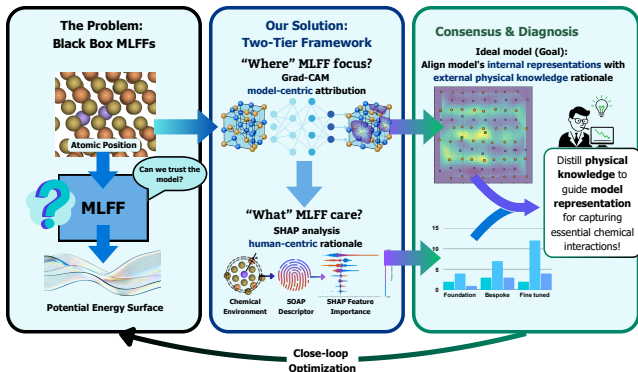 The Problem:
Black Box MLFFs
Atomic Position
Can we trust the
model?
?
MLFF
Potential Energy Surface
Our Solution:
Two-Tier Framework
“Where” MLFF focus?
Grad-CAM
model-centric attribution
“What” MLFF care?
SHAP analysis
human-centric rationale
Chemical
Environment
SOAP
Descriptor
SHAP Feature
Importance
Consensus & Diagnosis
Ideal model (Goal):
Align model's internal representations with
external physical knowledge rationale
Distill physical
knowledge to
guide model
representation
for capturing
essential chemical
interactions!
15
10
5
0
Foundation
Bespoke
Fine tuned
Close-loop
Optimization